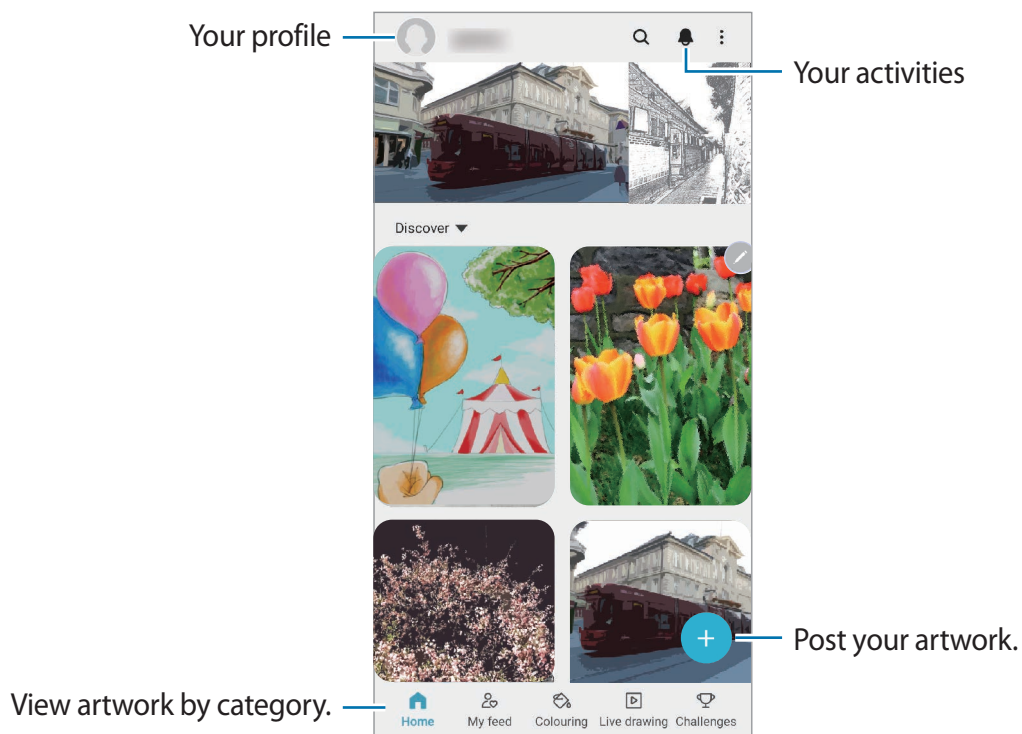 Your profile
Your activities
Discover
Post your artwork.
View artwork by category.
Home My feed Colouring Live drawing Challenges